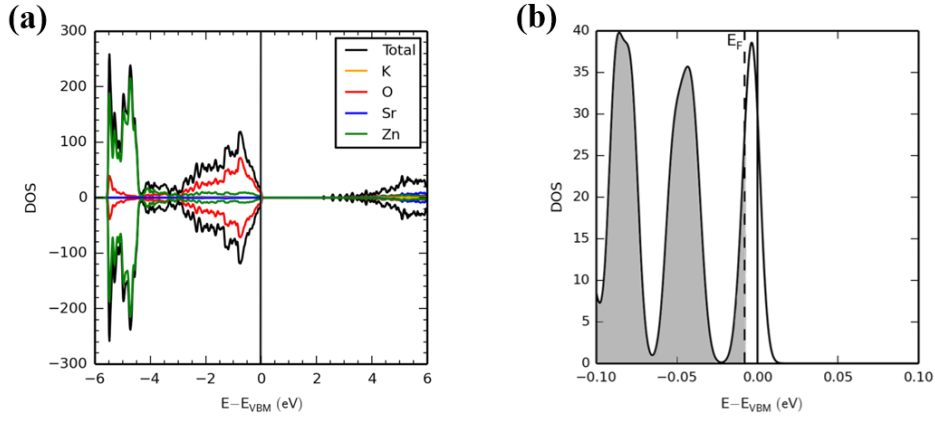 (a)
300
200
100
0
−100
−200
−300
DOS
−6
−4
−2
0
2
4
6
E−E_VBM (eV)
Total
K
O
Sr
Zn
(b)
40
35
30
25
20
15
10
5
0
DOS
E_F
−0.10
−0.05
0.00
0.05
0.10
E−E_VBM (eV)